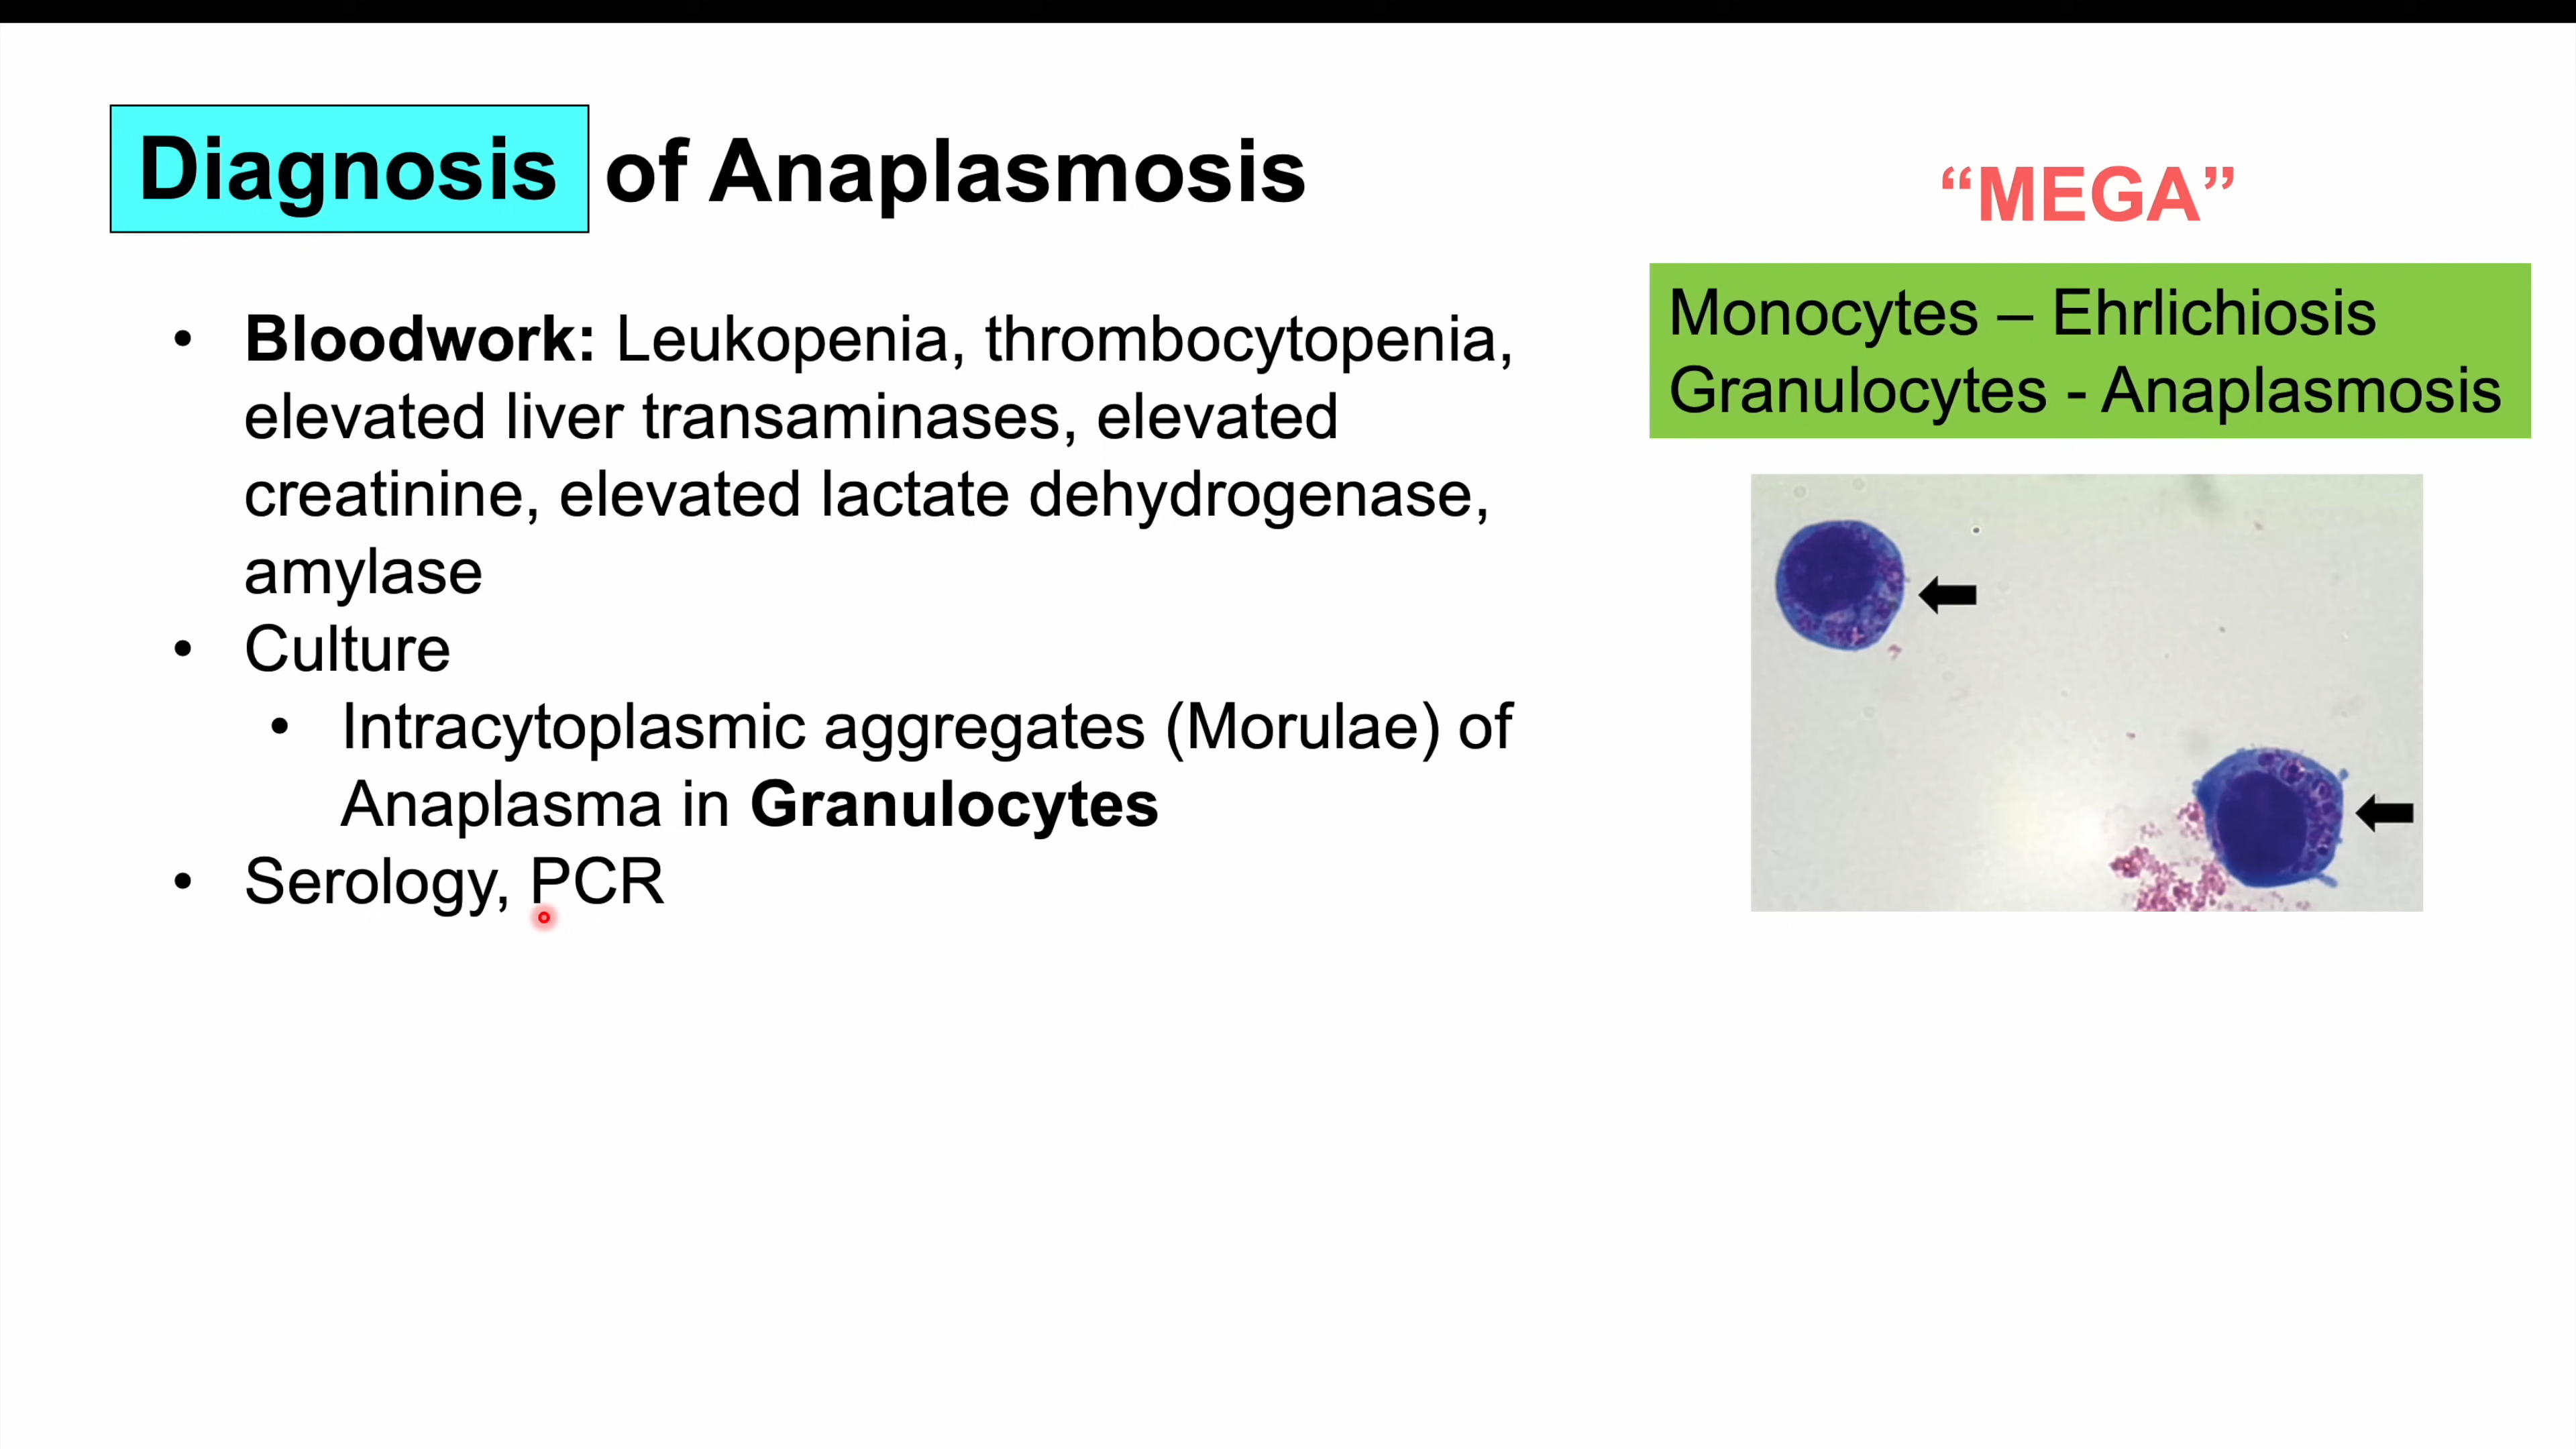 Diagnosis of Anaplasmosis
• Bloodwork: Leukopenia, thrombocytopenia,
elevated liver transaminases, elevated
creatinine, elevated lactate dehydrogenase,
amylase
• Culture
• Intracytoplasmic aggregates (Morulae) of
Anaplasma in Granulocytes
• Serology, PCR
“MEGA”
Monocytes – Ehrlichiosis
Granulocytes - Anaplasmosis